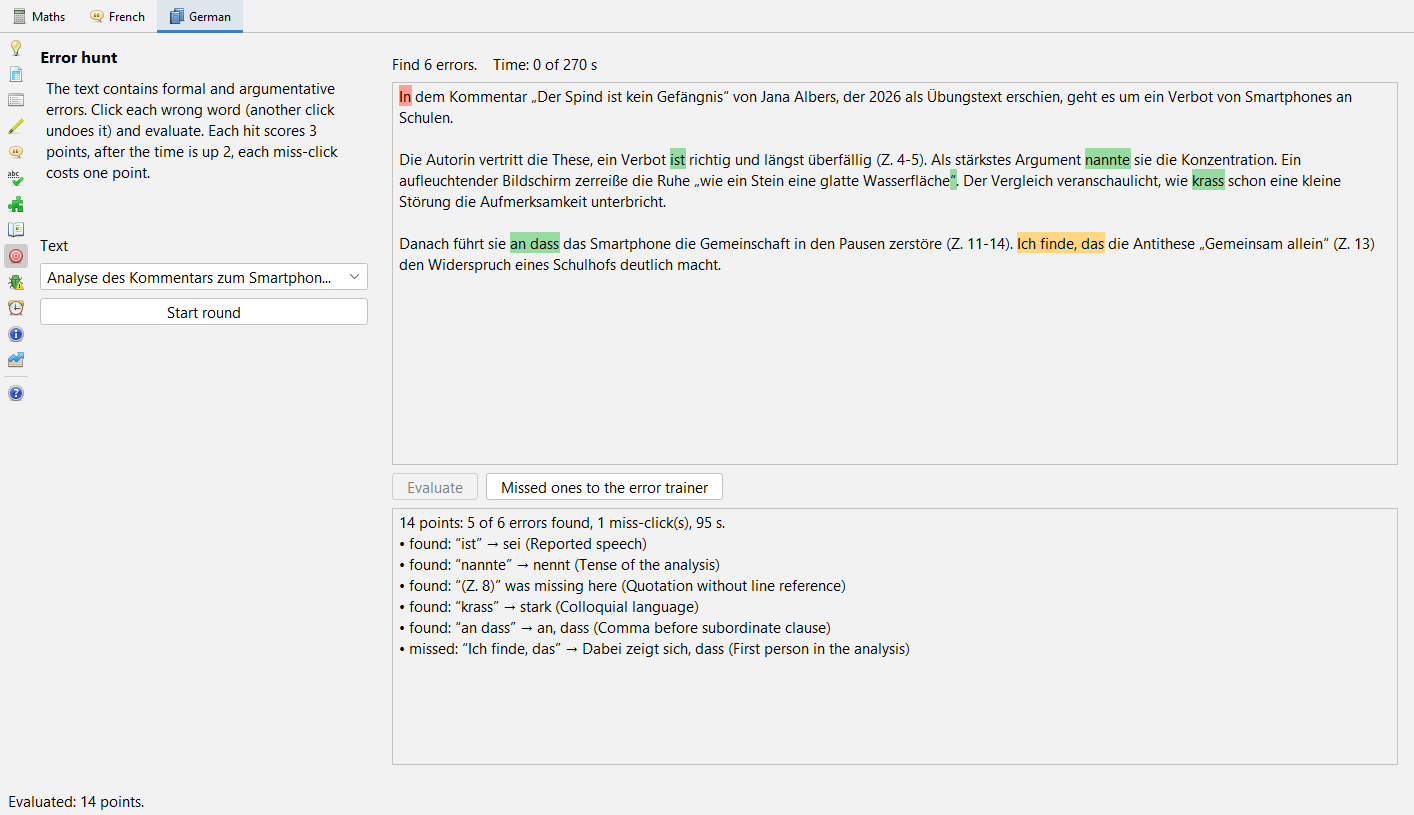 Maths French German
Error hunt
The text contains formal and argumentative
errors. Click each wrong word (another click
undoes it) and evaluate. Each hit scores 3
points, after the time is up 2, each miss-click
costs one point.
Text
Analyse des Kommentars zum Smartphon...
Start round
Find 6 errors. Time: 0 of 270 s
In dem Kommentar „Der Spind ist kein Gefängnis“ von Jana Albers, der 2026 als Übungstext erschien, geht es um ein Verbot von Smartphones an
Schulen.
Die Autorin vertritt die These, ein Verbot ist richtig und längst überfällig (Z. 4-5). Als stärkstes Argument nannte sie die Konzentration. Ein
aufleuchtender Bildschirm zerreiße die Ruhe „wie ein Stein eine glatte Wasserfläche“. Der Vergleich veranschaulicht, wie krass schon eine kleine
Störung die Aufmerksamkeit unterbricht.
Danach führt sie an dass das Smartphone die Gemeinschaft in den Pausen zerstöre (Z. 11-14). Ich finde, das die Antithese „Gemeinsam allein“ (Z. 13)
den Widerspruch eines Schulhofs deutlich macht.
Evaluate Missed ones to the error trainer
14 points: 5 of 6 errors found, 1 miss-click(s), 95 s.
• found: “ist” → sei (Reported speech)
• found: “nannte” → nennt (Tense of the analysis)
• found: “(Z. 8)” was missing here (Quotation without line reference)
• found: “krass” → stark (Colloquial language)
• found: “an dass” → an, dass (Comma before subordinate clause)
• missed: “Ich finde, das” → Dabei zeigt sich, dass (First person in the analysis)
Evaluated: 14 points.